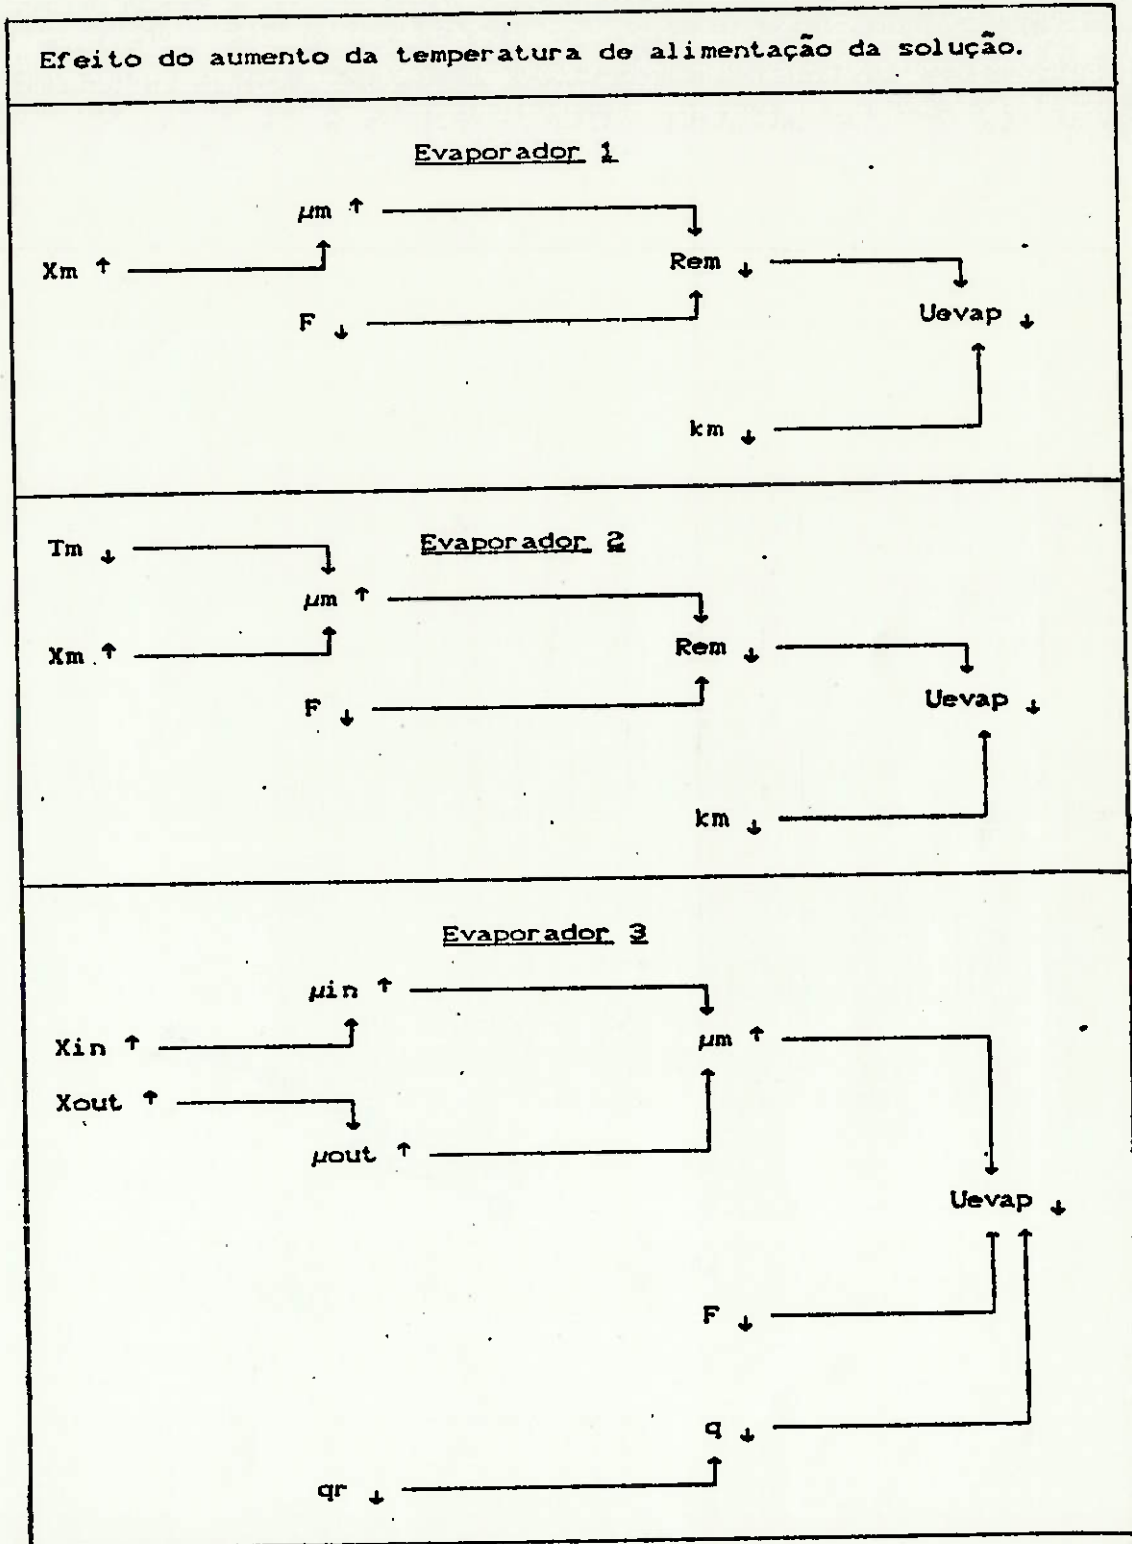 Efeito do aumento da temperatura de alimentação da solução.
Evaporador 1
μm ↑
Xm ↑
Rem ↓
F ↓
Uevap ↓
km ↓
Tm ↓
Evaporador 2
μm ↑
Xm ↑
Rem ↓
F ↓
Uevap ↓
km ↓
Evaporador 3
μin ↑
Xin ↑
μm ↑
Xout ↑
μout ↑
Uevap ↓
F ↓
q ↓
qr ↓